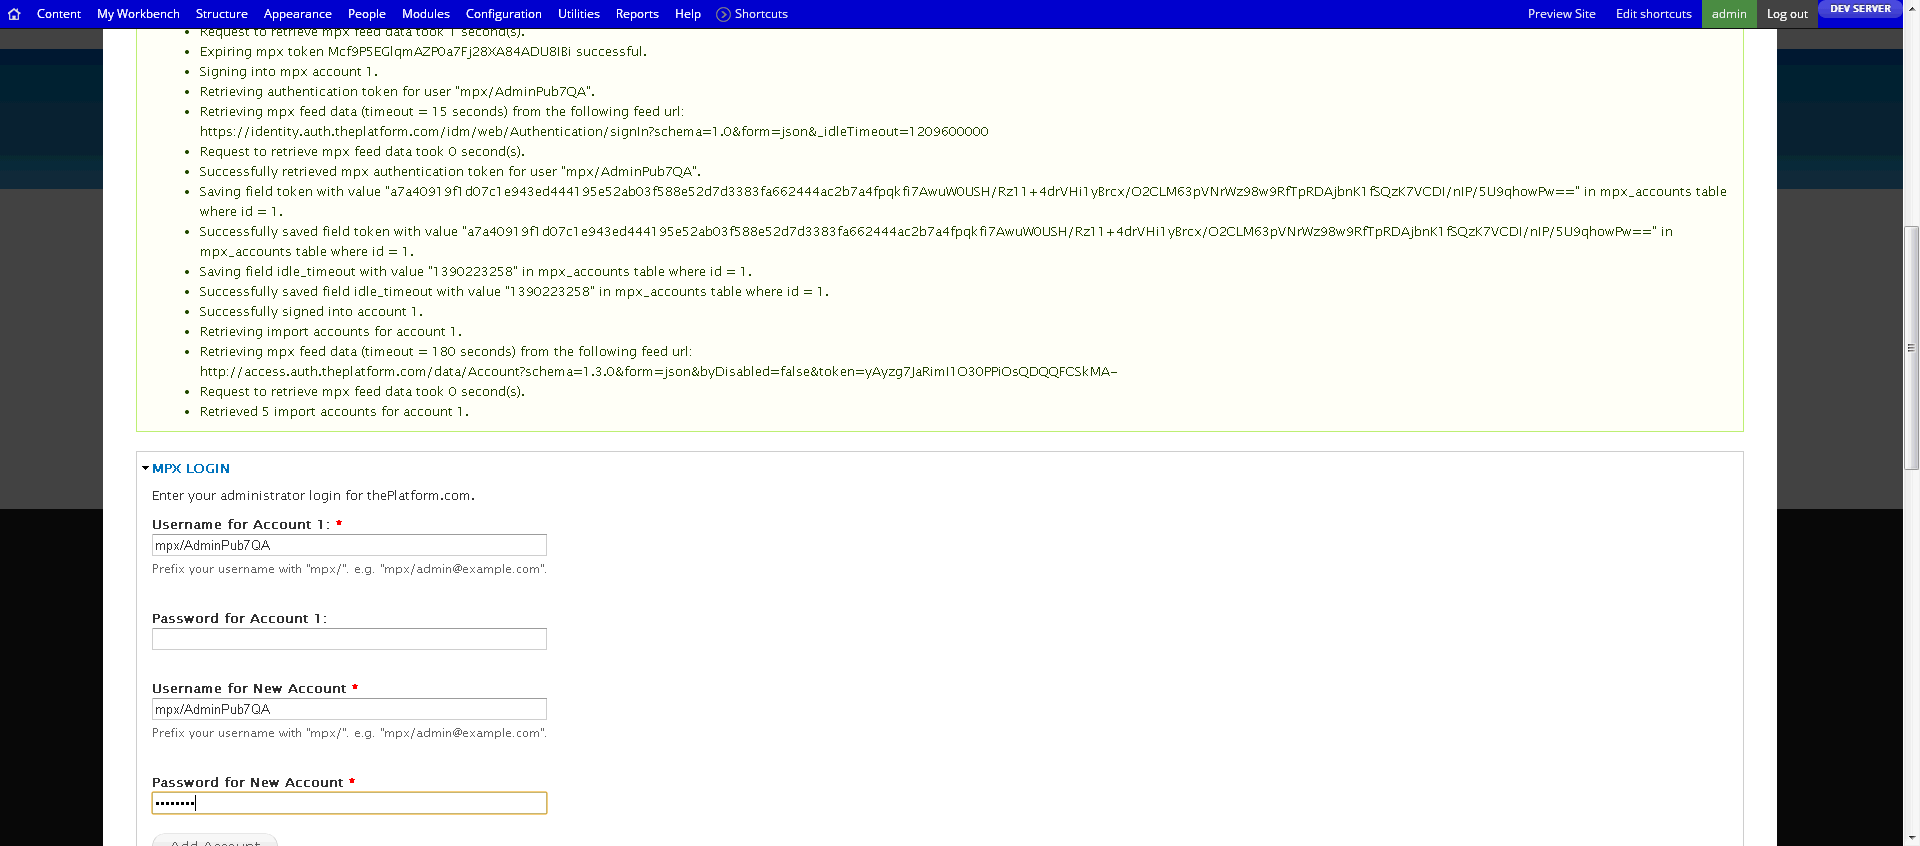 Content My Workbench Structure Appearance People Modules Configuration Utilities Reports Help Shortcuts Preview Site Edit shortcuts admin Log out DEV SERVER
Request to retrieve mpx feed data took 1 second(s).
Expiring mpx token Mcf9P5EGlqmAZP0a7Fj28XA84ADU8IBi successful.
Signing into mpx account 1.
Retrieving authentication token for user "mpx/AdminPub7QA".
Retrieving mpx feed data (timeout = 15 seconds) from the following feed url:
https://identity.auth.theplatform.com/idm/web/Authentication/signIn?schema=1.0&form=json&_idleTimeout=1209600000
Request to retrieve mpx feed data took 0 second(s).
Successfully retrieved mpx authentication token for user "mpx/AdminPub7QA".
Saving field token with value "a7a40919f1d07c1e943ed444195e52ab03f588e52d7d3383fa662444ac2b7a4fpqkfi7AwuW0USH/Rz11+4drVHi1yBrcx/O2CLM63pVNrWz98w9RfTpRDAjbnK1fSQzK7VCDI/nIP/5U9qhowPw==" in mpx_accounts table
where id = 1.
Successfully saved field token with value "a7a40919f1d07c1e943ed444195e52ab03f588e52d7d3383fa662444ac2b7a4fpqkfi7AwuW0USH/Rz11+4drVHi1yBrcx/O2CLM63pVNrWz98w9RfTpRDAjbnK1fSQzK7VCDI/nIP/5U9qhowPw==" in
mpx_accounts table where id = 1.
Saving field idle_timeout with value "1390223258" in mpx_accounts table where id = 1.
Successfully saved field idle_timeout with value "1390223258" in mpx_accounts table where id = 1.
Successfully signed into account 1.
Retrieving import accounts for account 1.
Retrieving mpx feed data (timeout = 180 seconds) from the following feed url:
http://access.auth.theplatform.com/data/Account?schema=1.3.0&form=json&byDisabled=false&token=yAyzg7JaRimI1O30PPiOsQDQQFCSkMA-
Request to retrieve mpx feed data took 0 second(s).
Retrieved 5 import accounts for account 1.
MPX LOGIN
Enter your administrator login for thePlatform.com.
Username for Account 1: *
mpx/AdminPub7QA
Prefix your username with "mpx/". e.g. "mpx/admin@example.com".
Password for Account 1:
Username for New Account *
mpx/AdminPub7QA
Prefix your username with "mpx/". e.g. "mpx/admin@example.com".
Password for New Account *
••••••••
Add Account